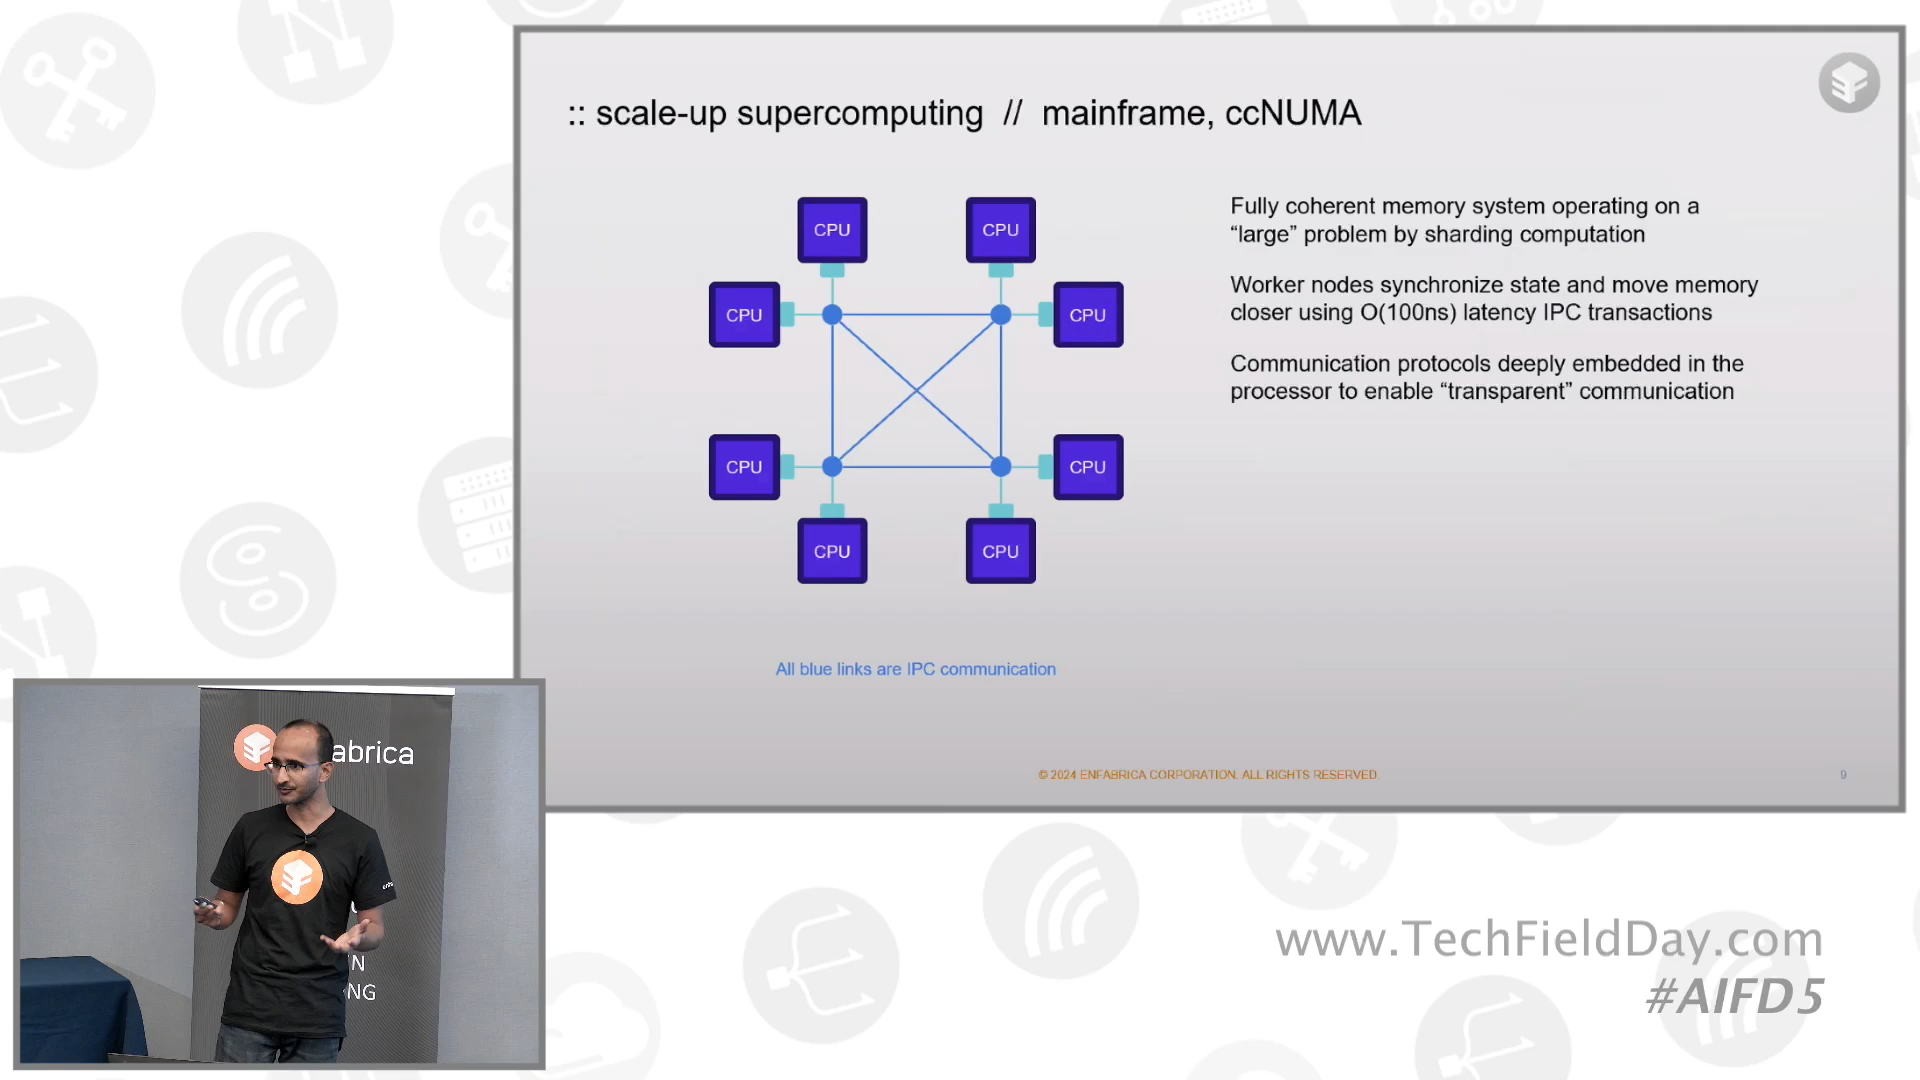 :: scale-up supercomputing // mainframe, ccNUMA
CPU
CPU
CPU
CPU
CPU
CPU
CPU
CPU
Fully coherent memory system operating on a
“large” problem by sharding computation
Worker nodes synchronize state and move memory
closer using O(100ns) latency IPC transactions
Communication protocols deeply embedded in the
processor to enable “transparent” communication
All blue links are IPC communication
© 2024 ENFABRICA CORPORATION. ALL RIGHTS RESERVED.
9
abrica
N
NG
www.TechFieldDay.com
#AIFD5